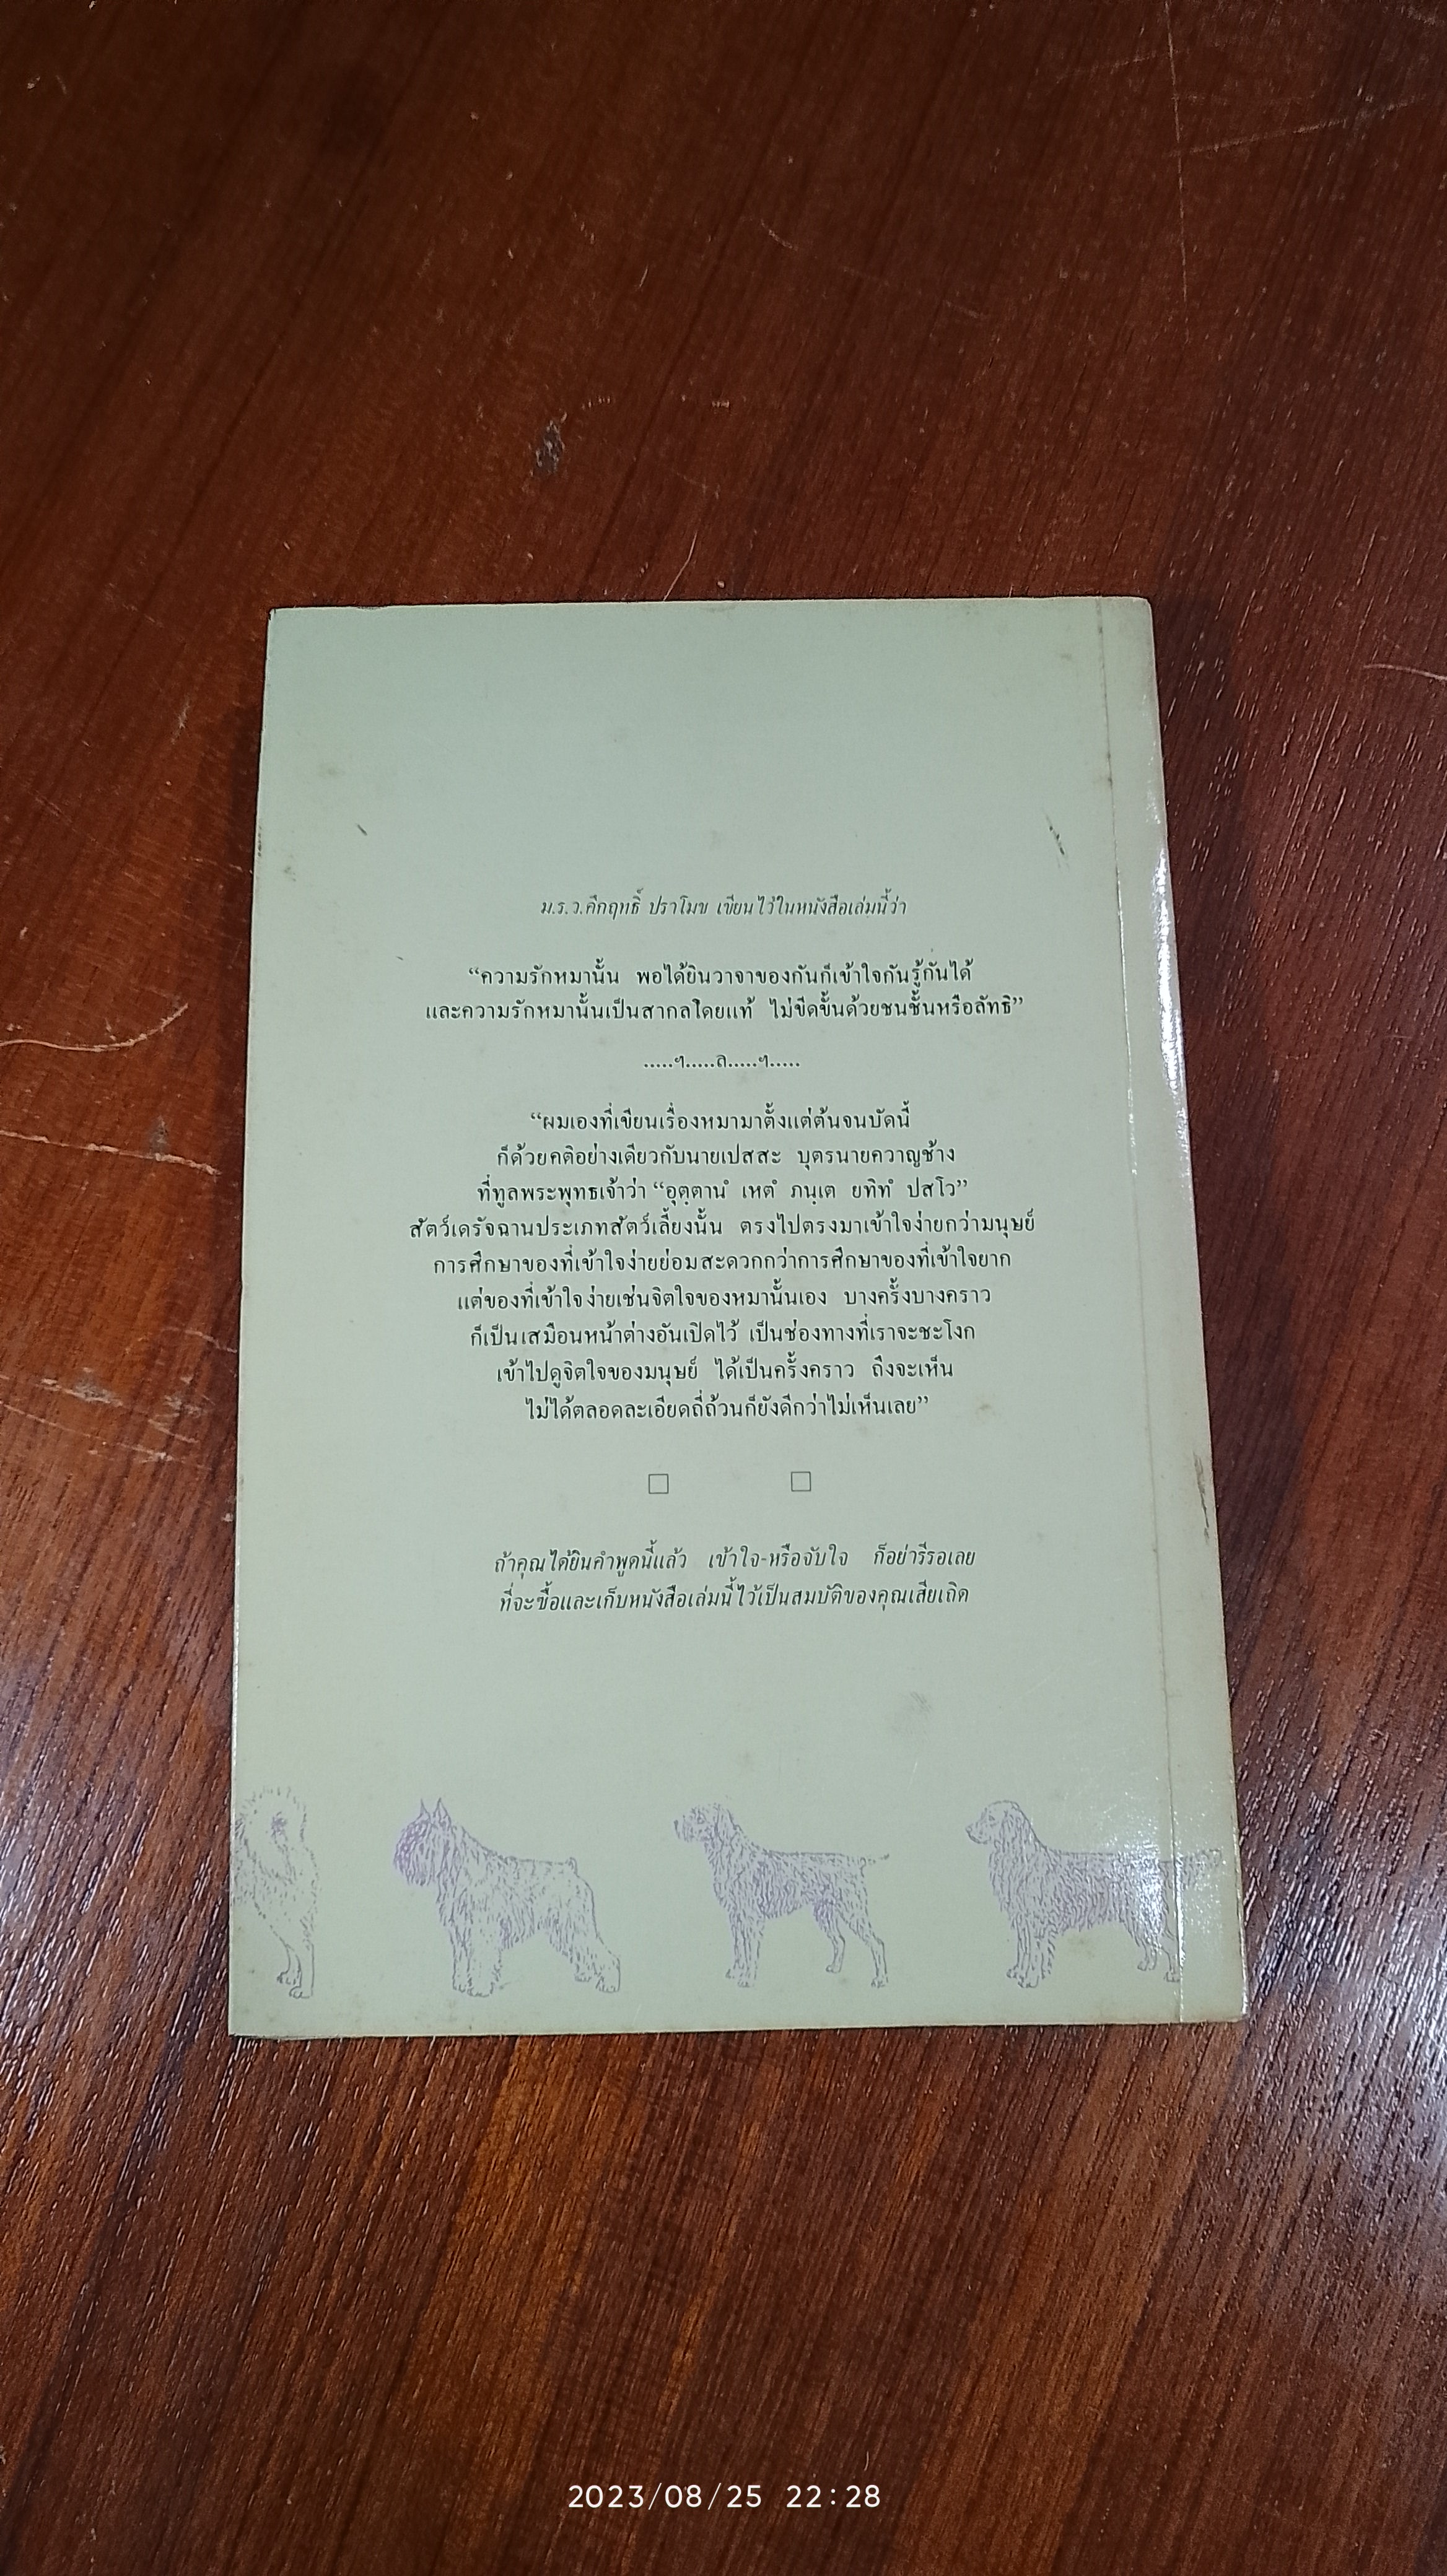 ม.ร.ว.คึกฤทธิ์ ปราโมข เขียนไว้ในหนังสือเล่มนี้ว่า
“ความรักหมานั้น พอได้ยินวาจาของกันก็เข้าใจกันรู้กันได้
และความรักหมานั้นเป็นสากลโดยแท้ ไม่ขีดขั้นด้วยชนชั้นหรือลัทธิ”
.....ฯ.....ล.....ฯ.....
“ผมเองที่เขียนเรื่องหมามาตั้งแต่ต้นจนบัดนี้
ก็ด้วยคติอย่างเดียวกับนายเปสสะ บุตรนายควาญช้าง
ที่ทูลพระพุทธเจ้าว่า “อุตฺตานํ เหตํ ภนฺเต ยทิทํ ปสโว”
สัตว์เดรัจฉานประเภทสัตว์เลี้ยงนั้น ตรงไปตรงมาเข้าใจง่ายกว่ามนุษย์
การศึกษาของที่เข้าใจง่ายย่อมสะดวกกว่าการศึกษาของที่เข้าใจยาก
แต่ของที่เข้าใจง่ายเช่นจิตใจของหมานั้นเอง บางครั้งบางคราว
ก็เป็นเสมือนหน้าต่างอันเปิดไว้ เป็นช่องทางที่เราจะชะโงก
เข้าไปดูจิตใจของมนุษย์ ได้เป็นครั้งคราว ถึงจะเห็น
ไม่ได้ตลอดละเอียดถี่ถ้วนก็ยังดีกว่าไม่เห็นเลย”
ถ้าคุณได้ยินคำพูดนี้แล้ว เข้าใจ-หรือจับใจ ก็อย่ารีรอเลย
ที่จะซื้อและเก็บหนังสือเล่มนี้ไว้เป็นสมบัติของคุณเสียเถิด
2023/08/25 22:28